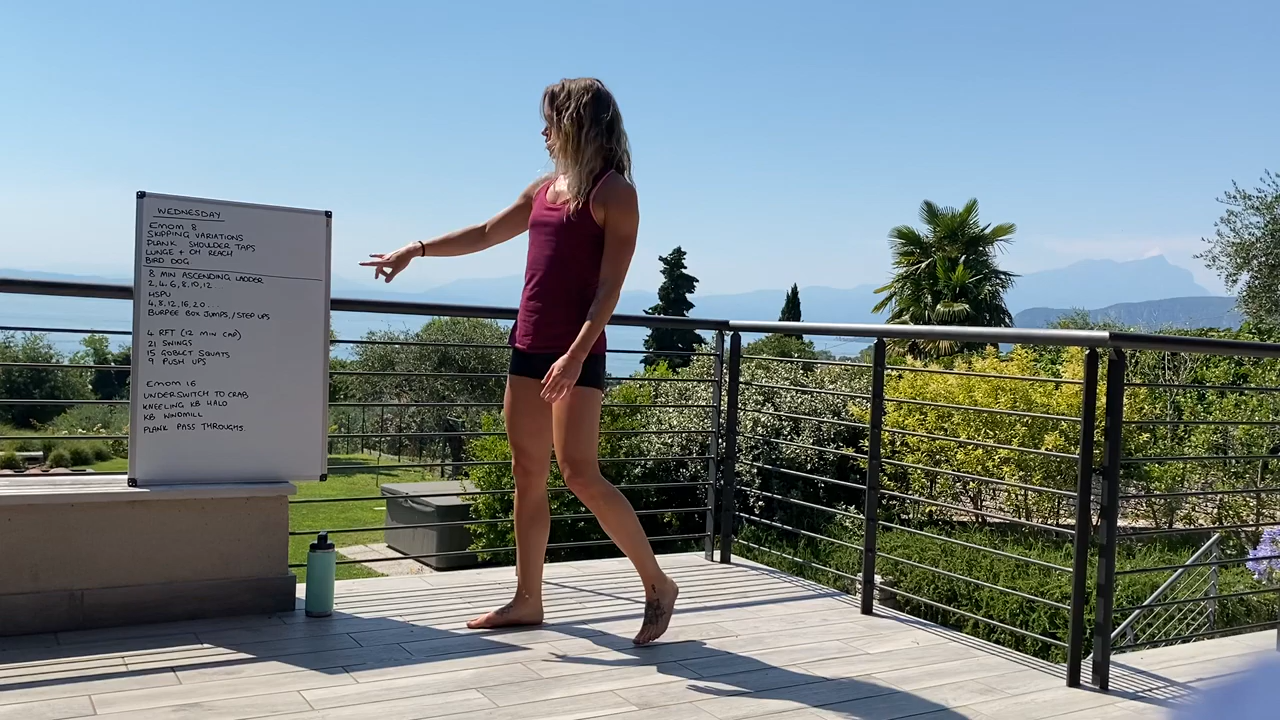 WEDNESDAY
EMOM 8
SKIPPING VARIATIONS
PLANK SHOULDER TAPS
LUNGE + OH REACH
BIRD DOG
8 MIN ASCENDING LADDER
2, 4, 6, 8, 10, 12
HSPU
4, 8, 12, 16, 20...
BURPEE BOX JUMPS / STEP UPS
4 RFT (12 MIN CAP)
21 SWINGS
15 GOBLET SQUATS
9 PUSH UPS
EMOM 16
UNDERSWITCH TO CRAB
KNEELING KB HALO
KB WINDMILL
PLANK PASS THROUGHS